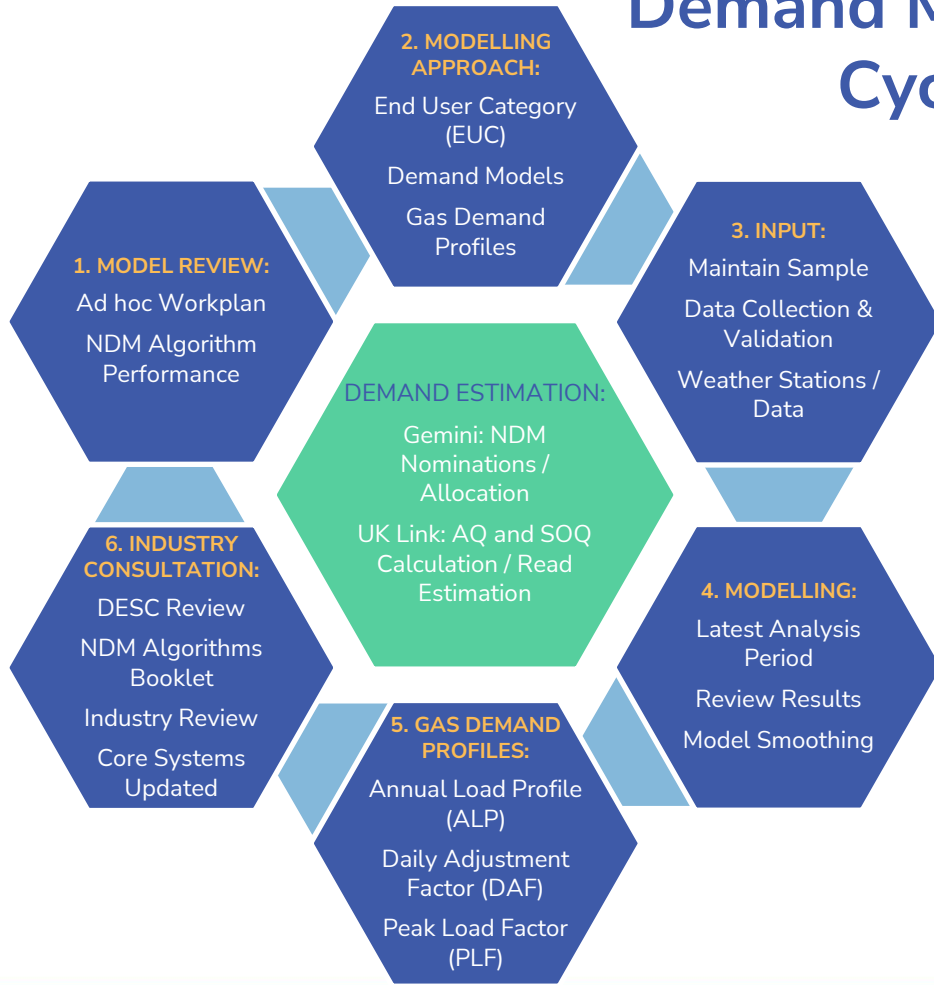 Demand M
Cyc
1. MODEL REVIEW:
Ad hoc Workplan
NDM Algorithm
Performance
2. MODELLING
APPROACH:
End User Category
(EUC)
Demand Models
Gas Demand
Profiles
3. INPUT:
Maintain Sample
Data Collection &
Validation
Weather Stations /
Data
4. MODELLING:
Latest Analysis
Period
Review Results
Model Smoothing
5. GAS DEMAND
PROFILES:
Annual Load Profile
(ALP)
Daily Adjustment
Factor (DAF)
Peak Load Factor
(PLF)
6. INDUSTRY
CONSULTATION:
DESC Review
NDM Algorithms
Booklet
Industry Review
Core Systems
Updated
DEMAND ESTIMATION:
Gemini: NDM
Nominations /
Allocation
UK Link: AQ and SOQ
Calculation / Read
Estimation